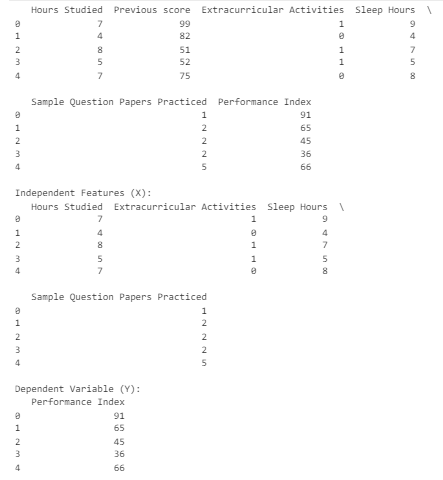 Hours Studied Previous score Extracurricular Activities Sleep Hours \
0 7 99 1 9
1 4 82 0 4
2 8 51 1 7
3 5 52 1 5
4 7 75 0 8
Sample Question Papers Practiced Performance Index
0 1 91
1 2 65
2 2 45
3 2 36
4 5 66
Independent Features (X):
Hours Studied Extracurricular Activities Sleep Hours \
0 7 1 9
1 4 0 4
2 8 1 7
3 5 1 5
4 7 0 8
Sample Question Papers Practiced
0 1
1 2
2 2
3 2
4 5
Dependent Variable (Y):
Performance Index
0 91
1 65
2 45
3 36
4 66